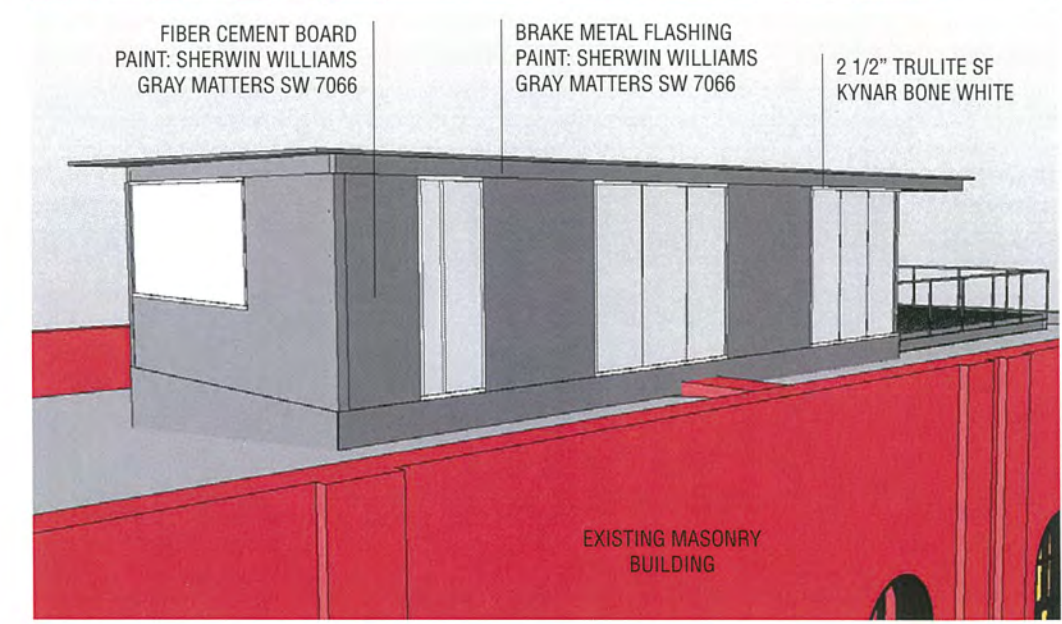 FIBER CEMENT BOARD
PAINT: SHERWIN WILLIAMS
GRAY MATTERS SW 7066
BRAKE METAL FLASHING
PAINT: SHERWIN WILLIAMS
GRAY MATTERS SW 7066
2 1/2" TRULITE SF
KYNAR BONE WHITE
EXISTING MASONRY
BUILDING